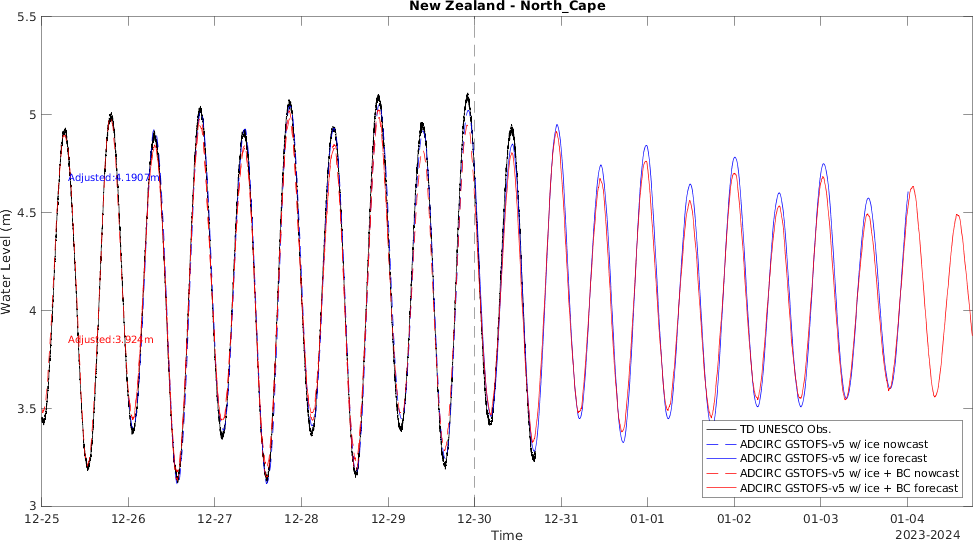 New Zealand - North_Cape
5.5
5
4.5
4
3.5
3
Water Level (m)
Adjusted:4.1907m
Adjusted:3.924m
TD UNESCO Obs.
ADCIRC GSTOFS-v5 w/ ice nowcast
ADCIRC GSTOFS-v5 w/ ice forecast
ADCIRC GSTOFS-v5 w/ ice + BC nowcast
ADCIRC GSTOFS-v5 w/ ice + BC forecast
12-25 12-26 12-27 12-28 12-29 12-30 12-31 01-01 01-02 01-03 01-04
Time
2023-2024